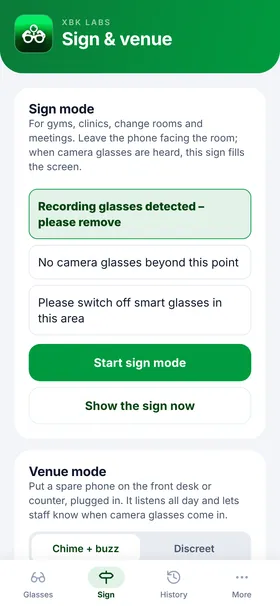 XBK LABS
Sign & venue
Sign mode
For gyms, clinics, change rooms and
meetings. Leave the phone facing the room;
when camera glasses are heard, this sign fills
the screen.
Recording glasses detected –
please remove
No camera glasses beyond this point
Please switch off smart glasses in
this area
Start sign mode
Show the sign now
Venue mode
Put a spare phone on the front desk or
counter, plugged in. It listens all day and lets
staff know when camera glasses come in.
Chime + buzz
Discreet
Glasses
Sign
History
More